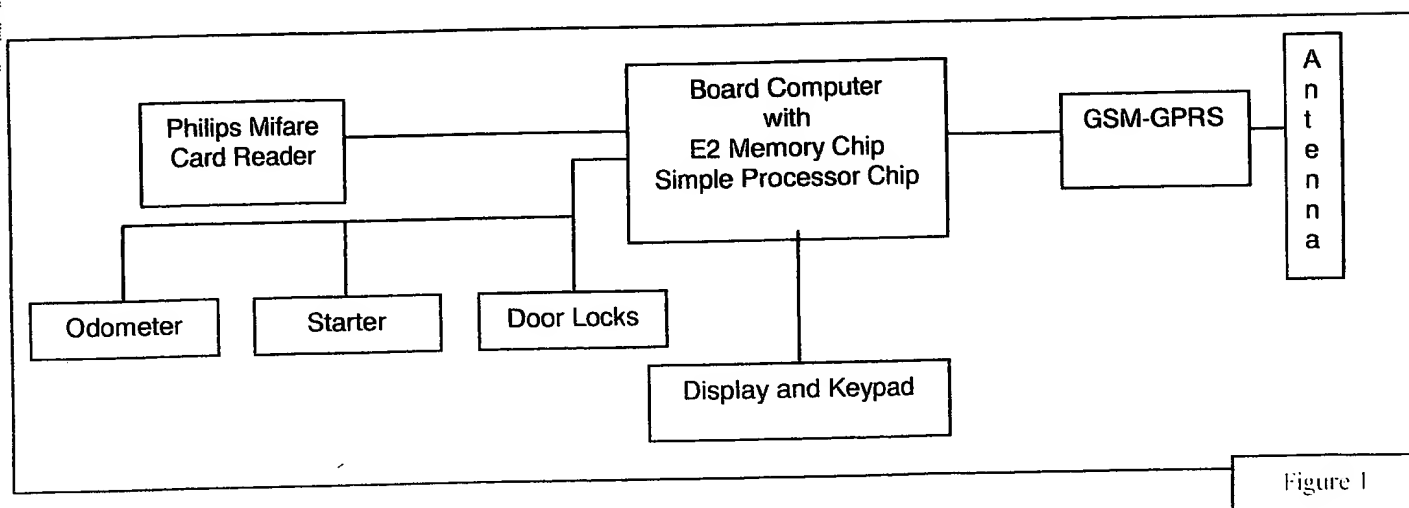 Philips Mifare
Card Reader
Board Computer
with
E2 Memory Chip
Simple Processor Chip
GSM-GPRS
Antenna
Odometer
Starter
Door Locks
Display and Keypad
Figure 1